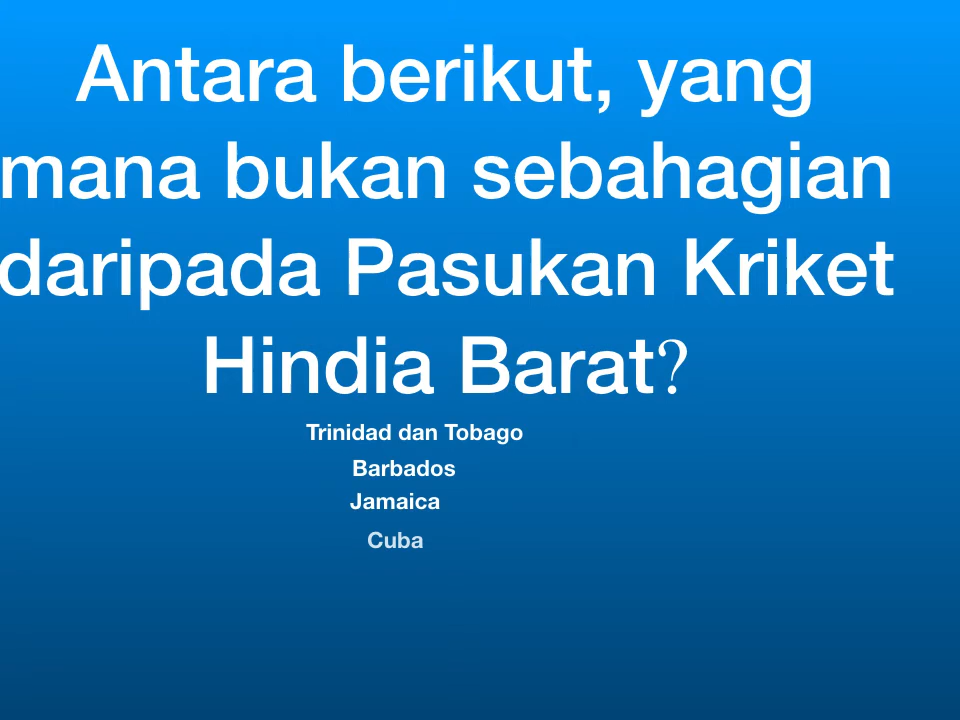 Antara berikut, yang
mana bukan sebahagian
daripada Pasukan Kriket
Hindia Barat?
Trinidad dan Tobago
Barbados
Jamaica
Cuba